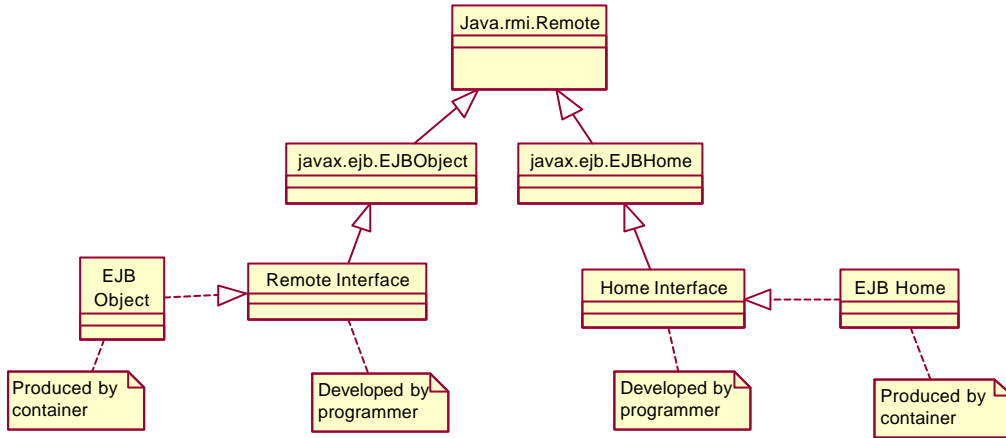 Java.rmi.Remote
javax.ejb.EJBObject
javax.ejb.EJBHome
EJB
Object
Remote Interface
Home Interface
EJB Home
Produced by
container
Developed by
programmer
Developed by
programmer
Produced by
container